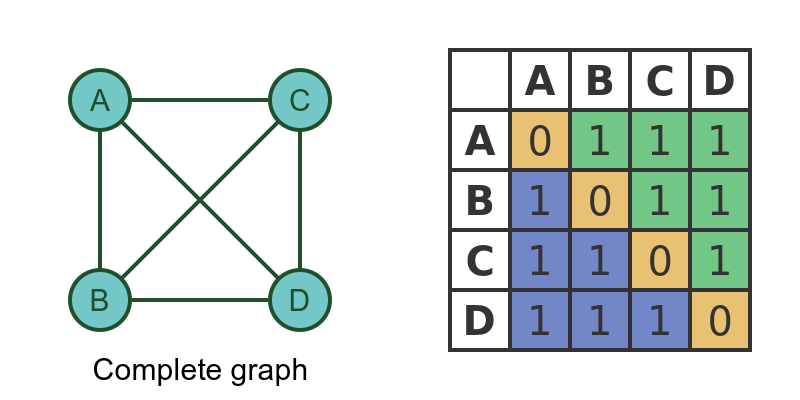 A C
B D
Complete graph
A B C D
A 0 1 1 1
B 1 0 1 1
C 1 1 0 1
D 1 1 1 0